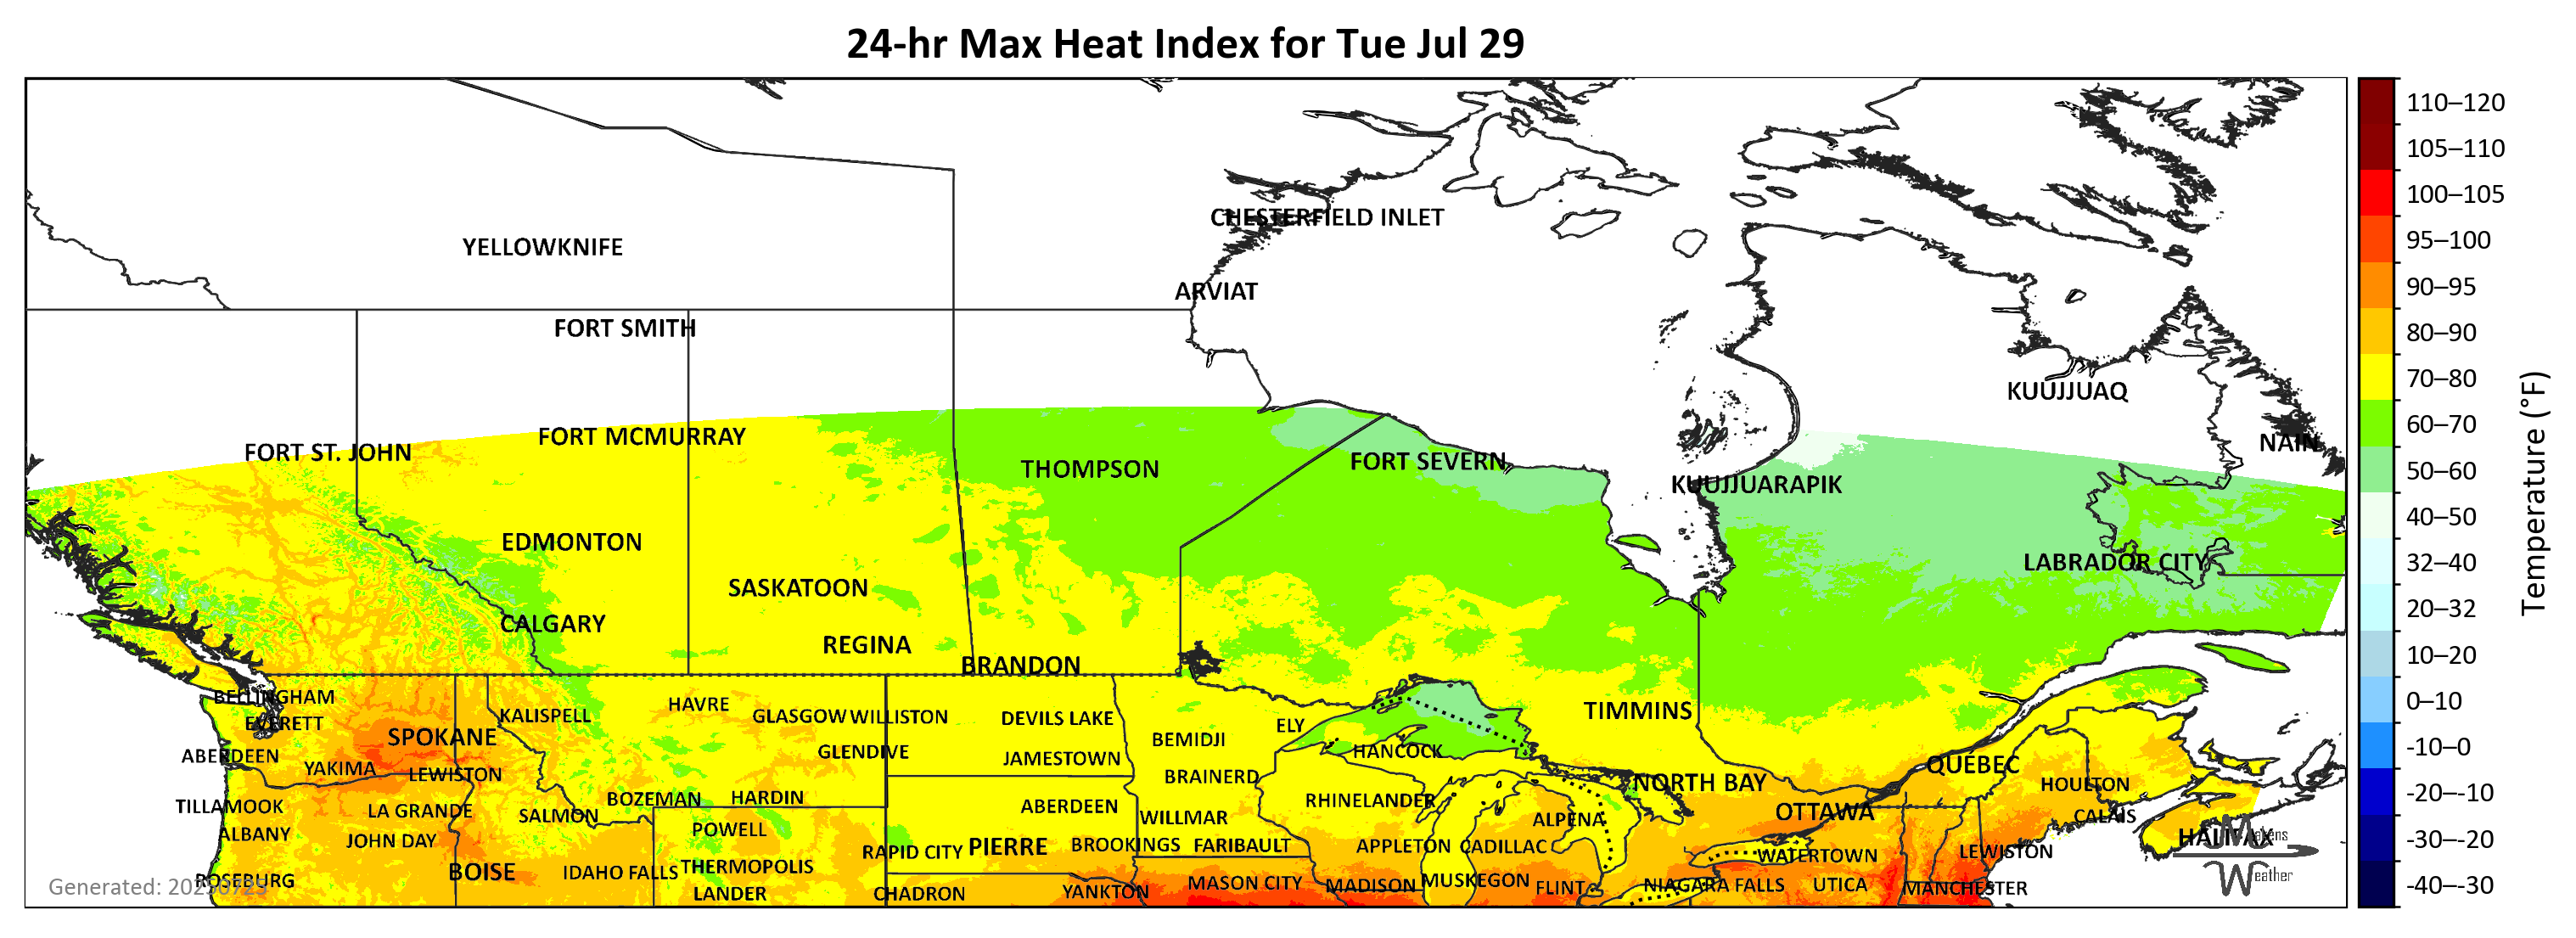 24-hr Max Heat Index for Tue Jul 29
110–120
105–110
100–105
95–100
90–95
80–90
70–80
60–70
50–60
40–50
32–40
20–32
10–20
0–10
-10–0
-20–-10
-30–-20
-40–-30
Temperature (°F)
CHESTERFIELD INLET
YELLOWKNIFE
ARVIAT
FORT SMITH
KUUJJUAQ
FORT MCMURRAY
NAIN
FORT ST. JOHN
FORT SEVERN
THOMPSON
KUUJJUARAPIK
EDMONTON
LABRADOR CITY
SASKATOON
CALGARY
REGINA
BRANDON
BELLINGHAM
HAVRE
TIMMINS
KALISPELL
GLASGOW
WILLISTON
DEVILS LAKE
EVERETT
ELY
SPOKANE
BEMIDJI
GLENDIVE
HANCOCK
ABERDEEN
JAMESTOWN
QUÉBEC
YAKIMA
LEWISTON
BRAINERD
NORTH BAY
HOULTON
BOZEMAN
HARDIN
RHINELANDER
TILLAMOOK
ABERDEEN
LA GRANDE
SALMON
WILLMAR
OTTAWA
CALAIS
ALPENA
POWELL
ALBANY
HALIFAX
JOHN DAY
BROOKINGS
FARIBAULT
APPLETON
CADILLAC
PIERRE
RAPID CITY
LEWISTON
WATERTOWN
THERMOPOLIS
IDAHO FALLS
BOISE
ROSEBURG
MUSKEGON
MASON CITY
MADISON
NIAGARA FALLS
UTICA
FLINT
MANCHESTER
YANKTON
LANDER
CHADRON
Generated: 20250725
Weather